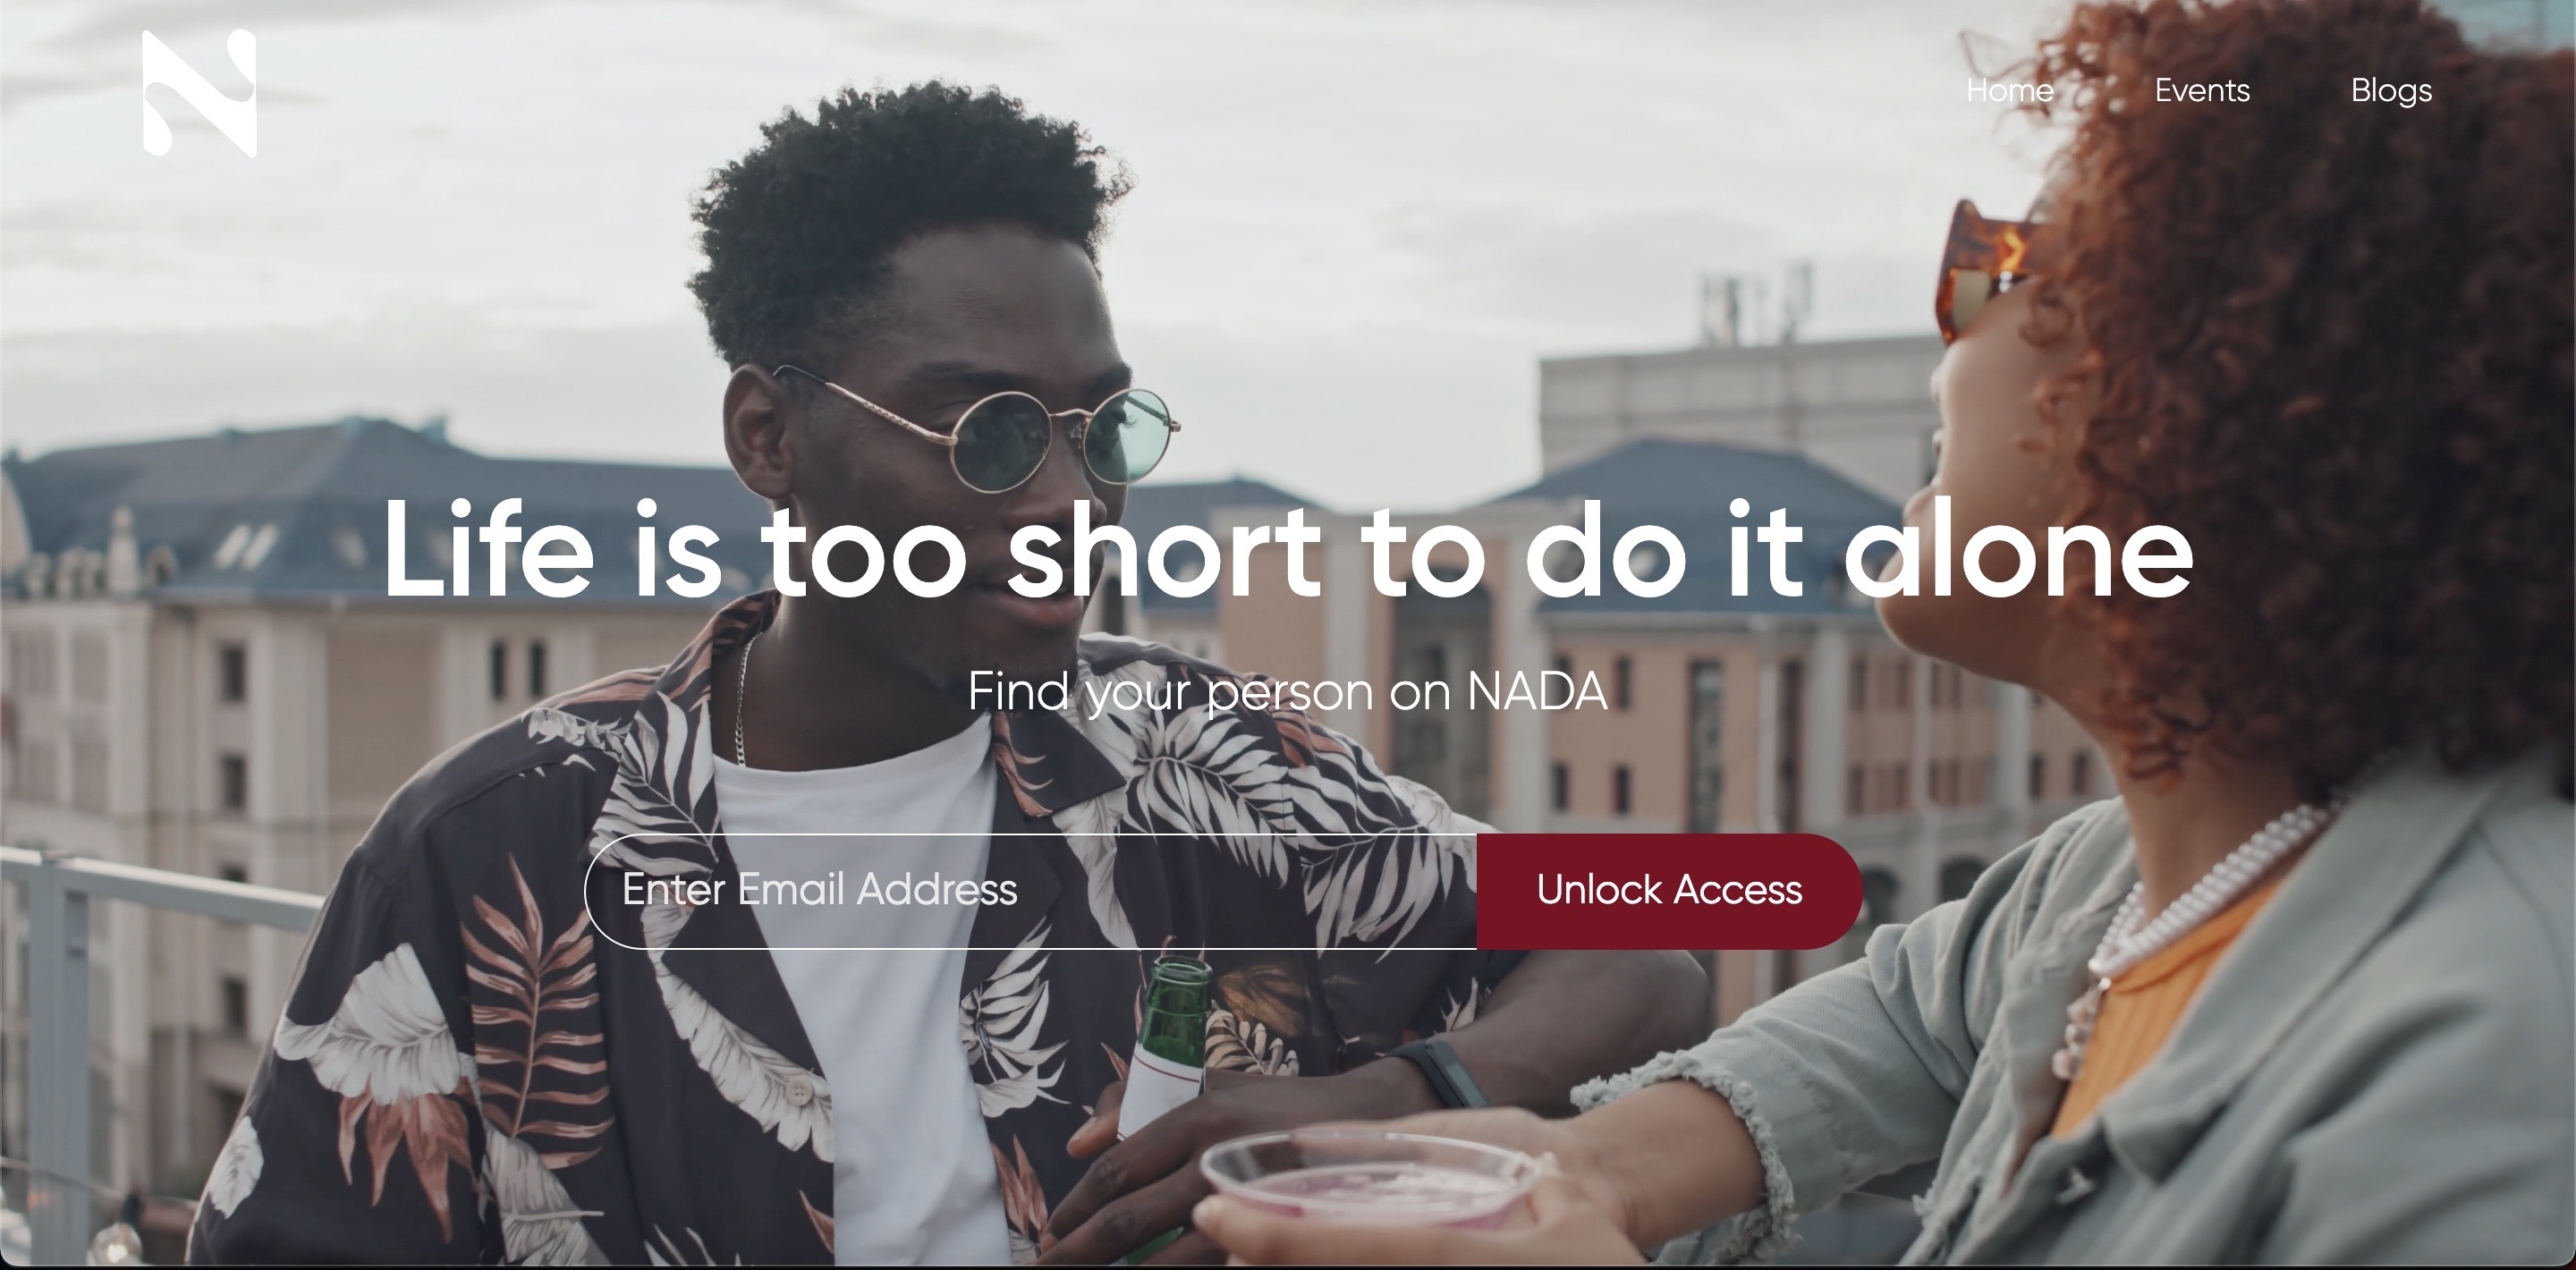 N
Home
Events
Blogs
Life is too short to do it alone
Find your person on NADA
Enter Email Address
Unlock Access